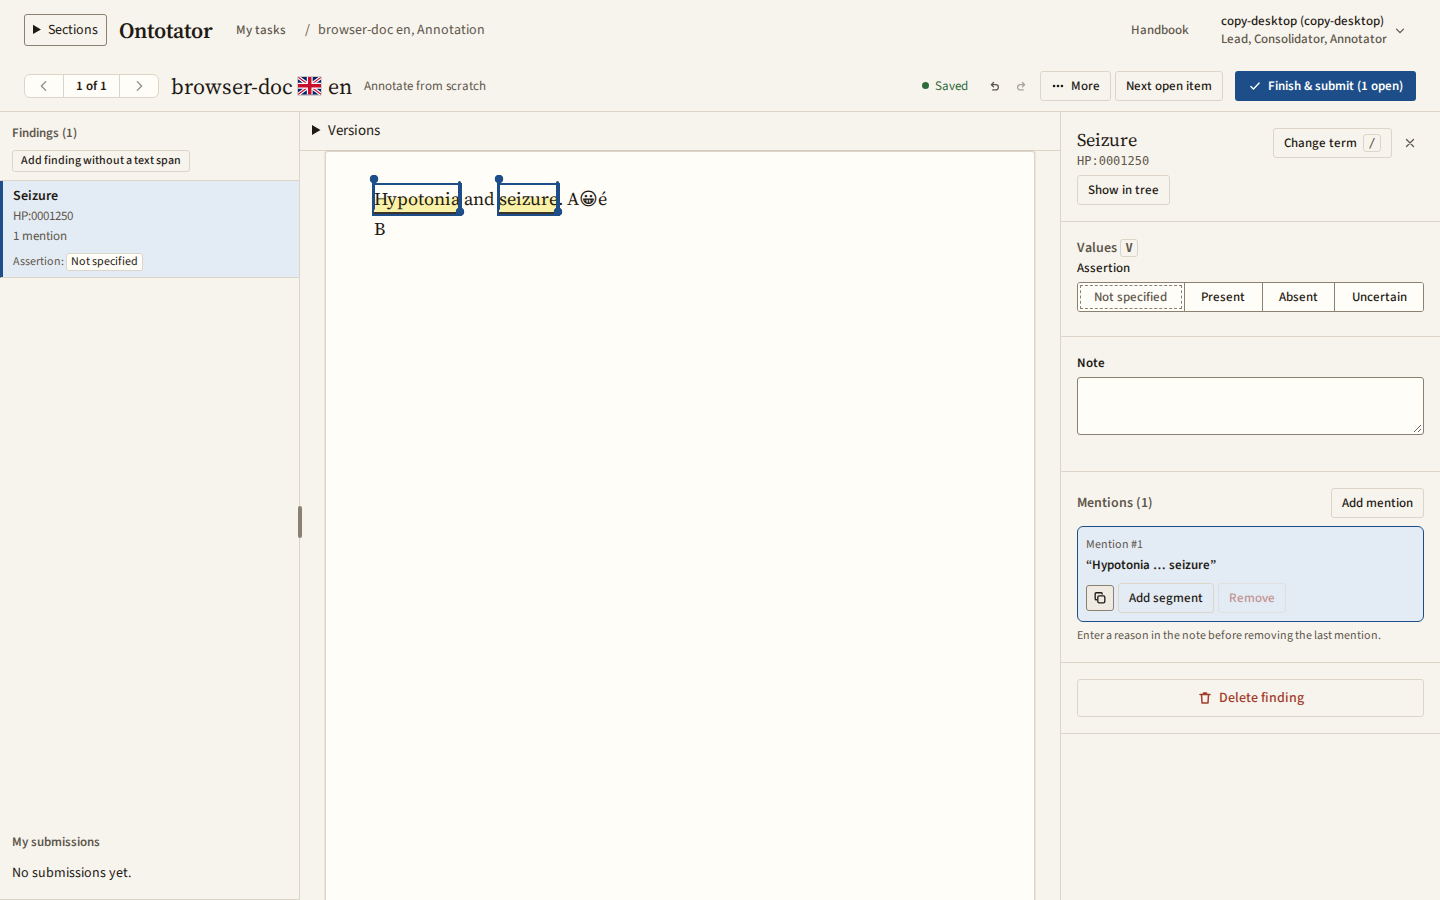 Sections
Ontotator
My tasks / browser-doc en, Annotation
Handbook
copy-desktop (copy-desktop)
Lead, Consolidator, Annotator
1 of 1
browser-doc 🇬🇧 en
Annotate from scratch
Saved
More
Next open item
Finish & submit (1 open)
Findings (1)
Add finding without a text span
Seizure
HP:0001250
1 mention
Assertion: Not specified
My submissions
No submissions yet.
Versions
Hypotonia and seizure. A😀é
B
Seizure
HP:0001250
Change term /
Show in tree
Values V
Assertion
Not specified Present Absent Uncertain
Note
Mentions (1)
Add mention
Mention #1
“Hypotonia … seizure”
Add segment Remove
Enter a reason in the note before removing the last mention.
Delete finding